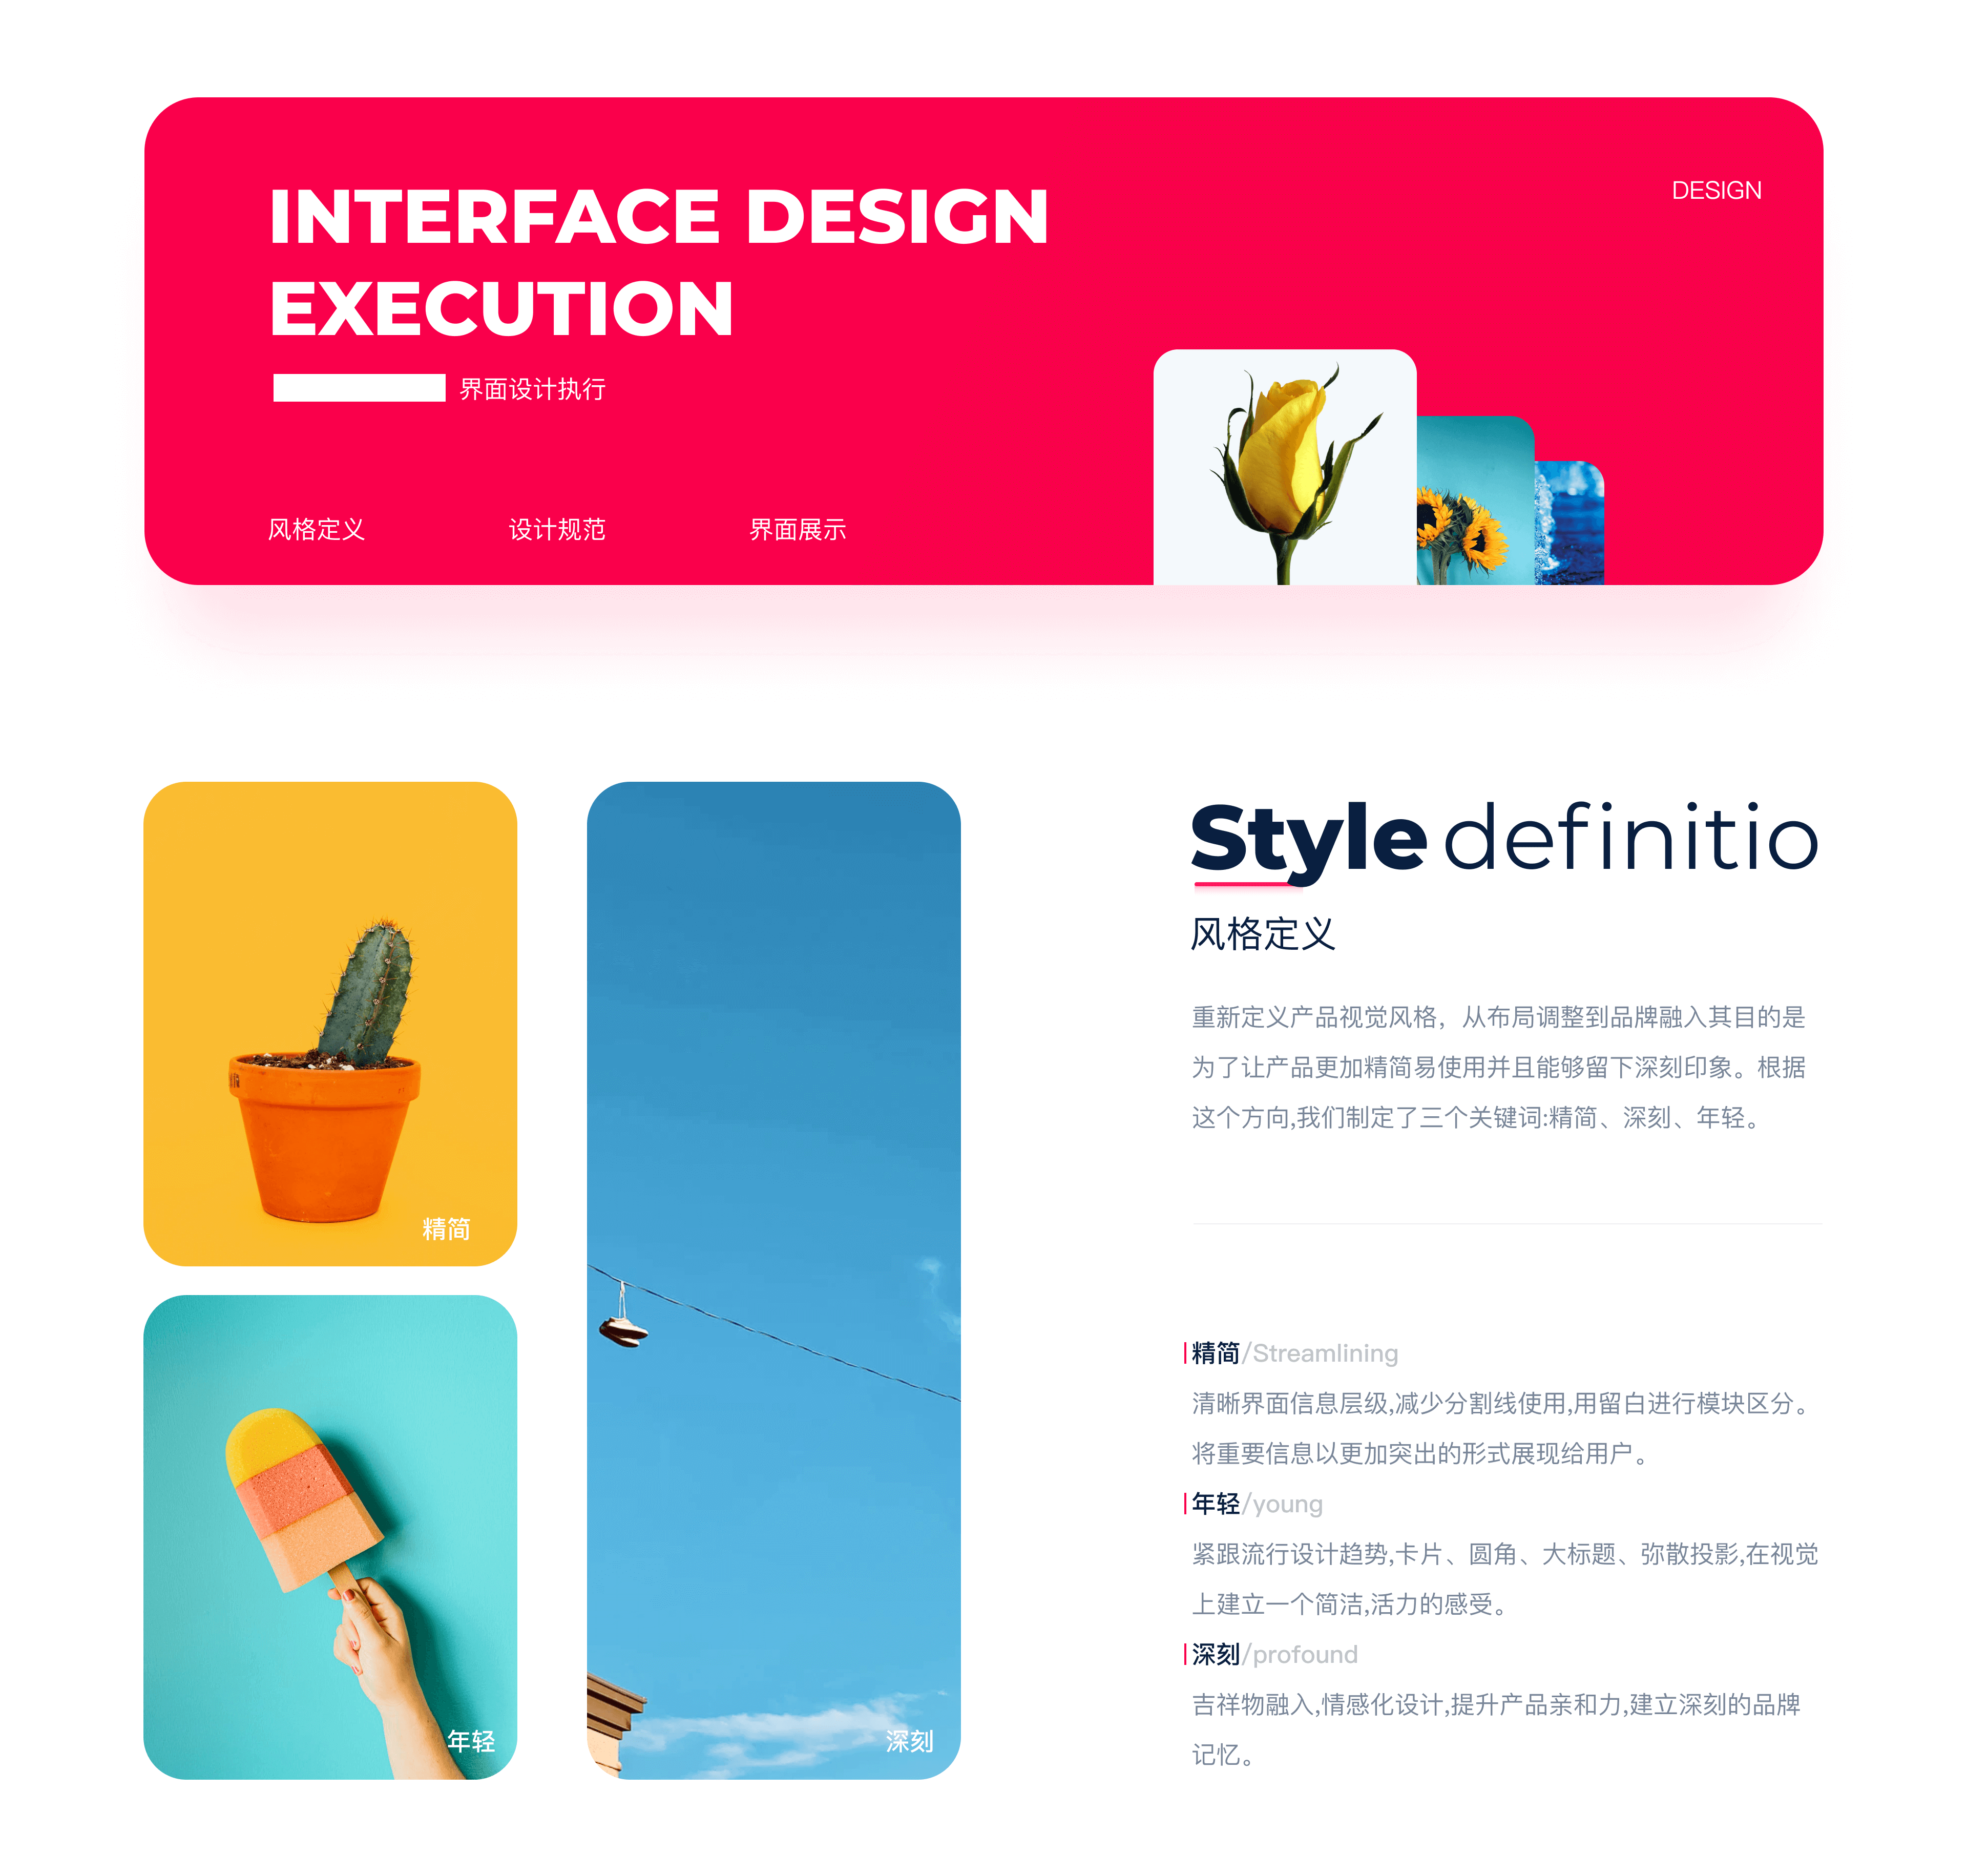 INTERFACE DESIGN
EXECUTION
DESIGN
界面设计执行
风格定义
设计规范
界面展示
精简
年轻
深刻
Style definitio
风格定义
重新定义产品视觉风格，从布局调整到品牌融入其目的是
为了让产品更加精简易使用并且能够留下深刻印象。根据
这个方向,我们制定了三个关键词:精简、深刻、年轻。
精简/Streamlining
清晰界面信息层级,减少分割线使用,用留白进行模块区分。
将重要信息以更加突出的形式展现给用户。
年轻/young
紧跟流行设计趋势,卡片、圆角、大标题、弥散投影,在视觉
上建立一个简洁,活力的感受。
深刻/profound
吉祥物融入,情感化设计,提升产品亲和力,建立深刻的品牌
记忆。